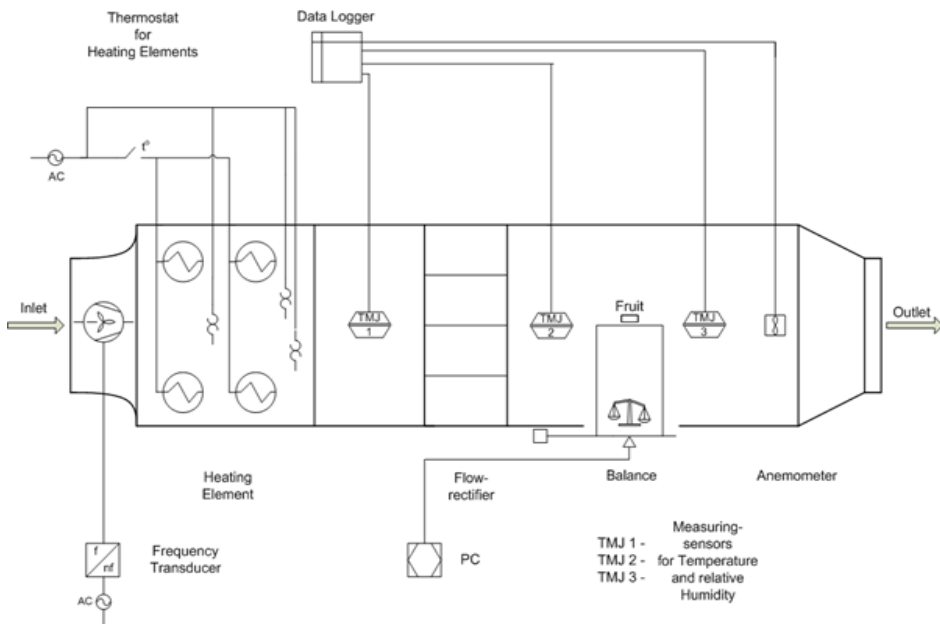 Thermostat
for
Heating Elements
Data Logger
t°
AC
Inlet
TMJ
1
TMJ
2
Fruit
TMJ
3
Outlet
Heating
Element
Flow-
rectifier
Balance
Anemometer
f
nf
Frequency
Transducer
AC
PC
Measuring-
TMJ 1 - sensors
TMJ 2 - for Temperature
TMJ 3 - and relative
Humidity